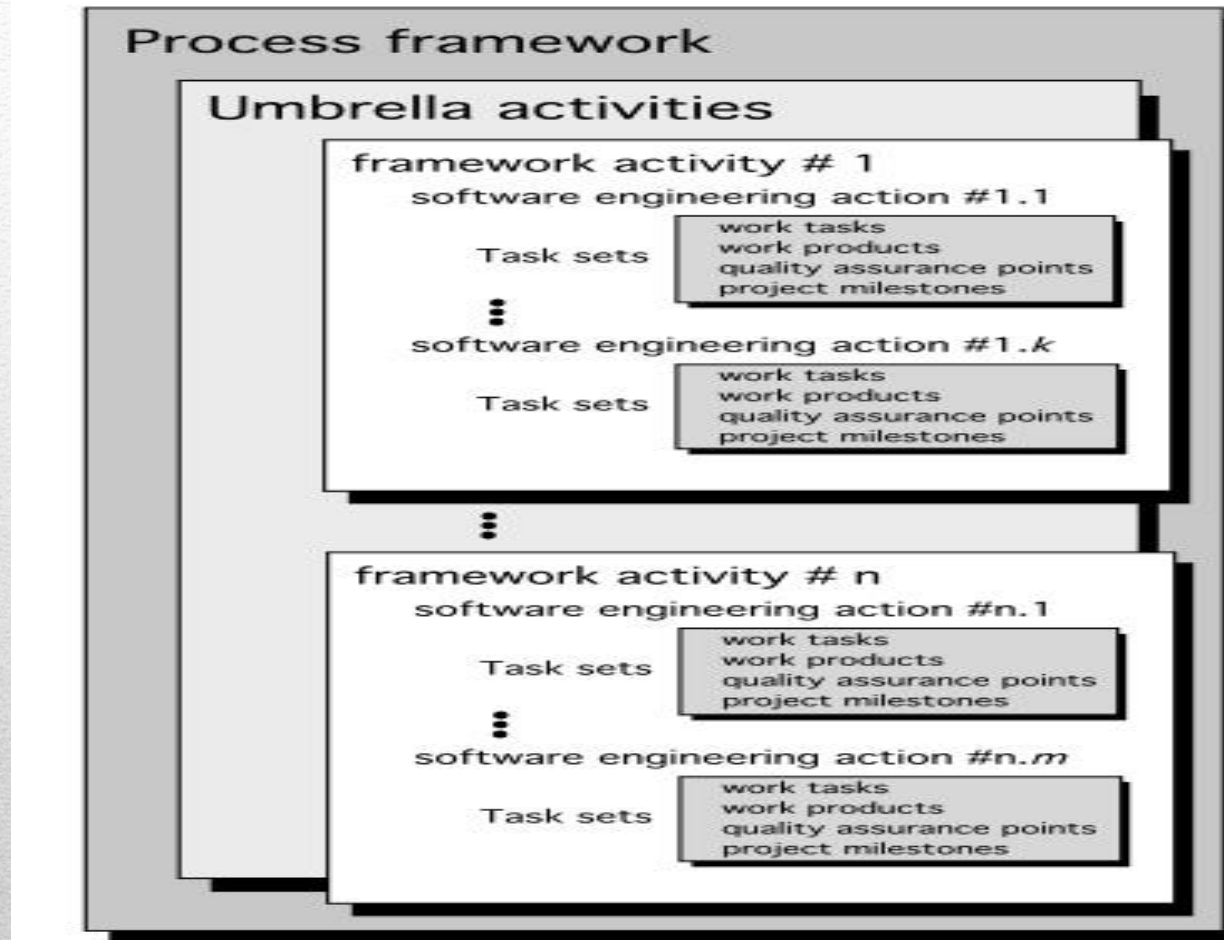 Process framework
Umbrella activities
framework activity # 1
software engineering action #1.1
Task sets
work tasks
work products
quality assurance points
project milestones
software engineering action #1.k
Task sets
work tasks
work products
quality assurance points
project milestones
framework activity # n
software engineering action #n.1
Task sets
work tasks
work products
quality assurance points
project milestones
software engineering action #n.m
Task sets
work tasks
work products
quality assurance points
project milestones